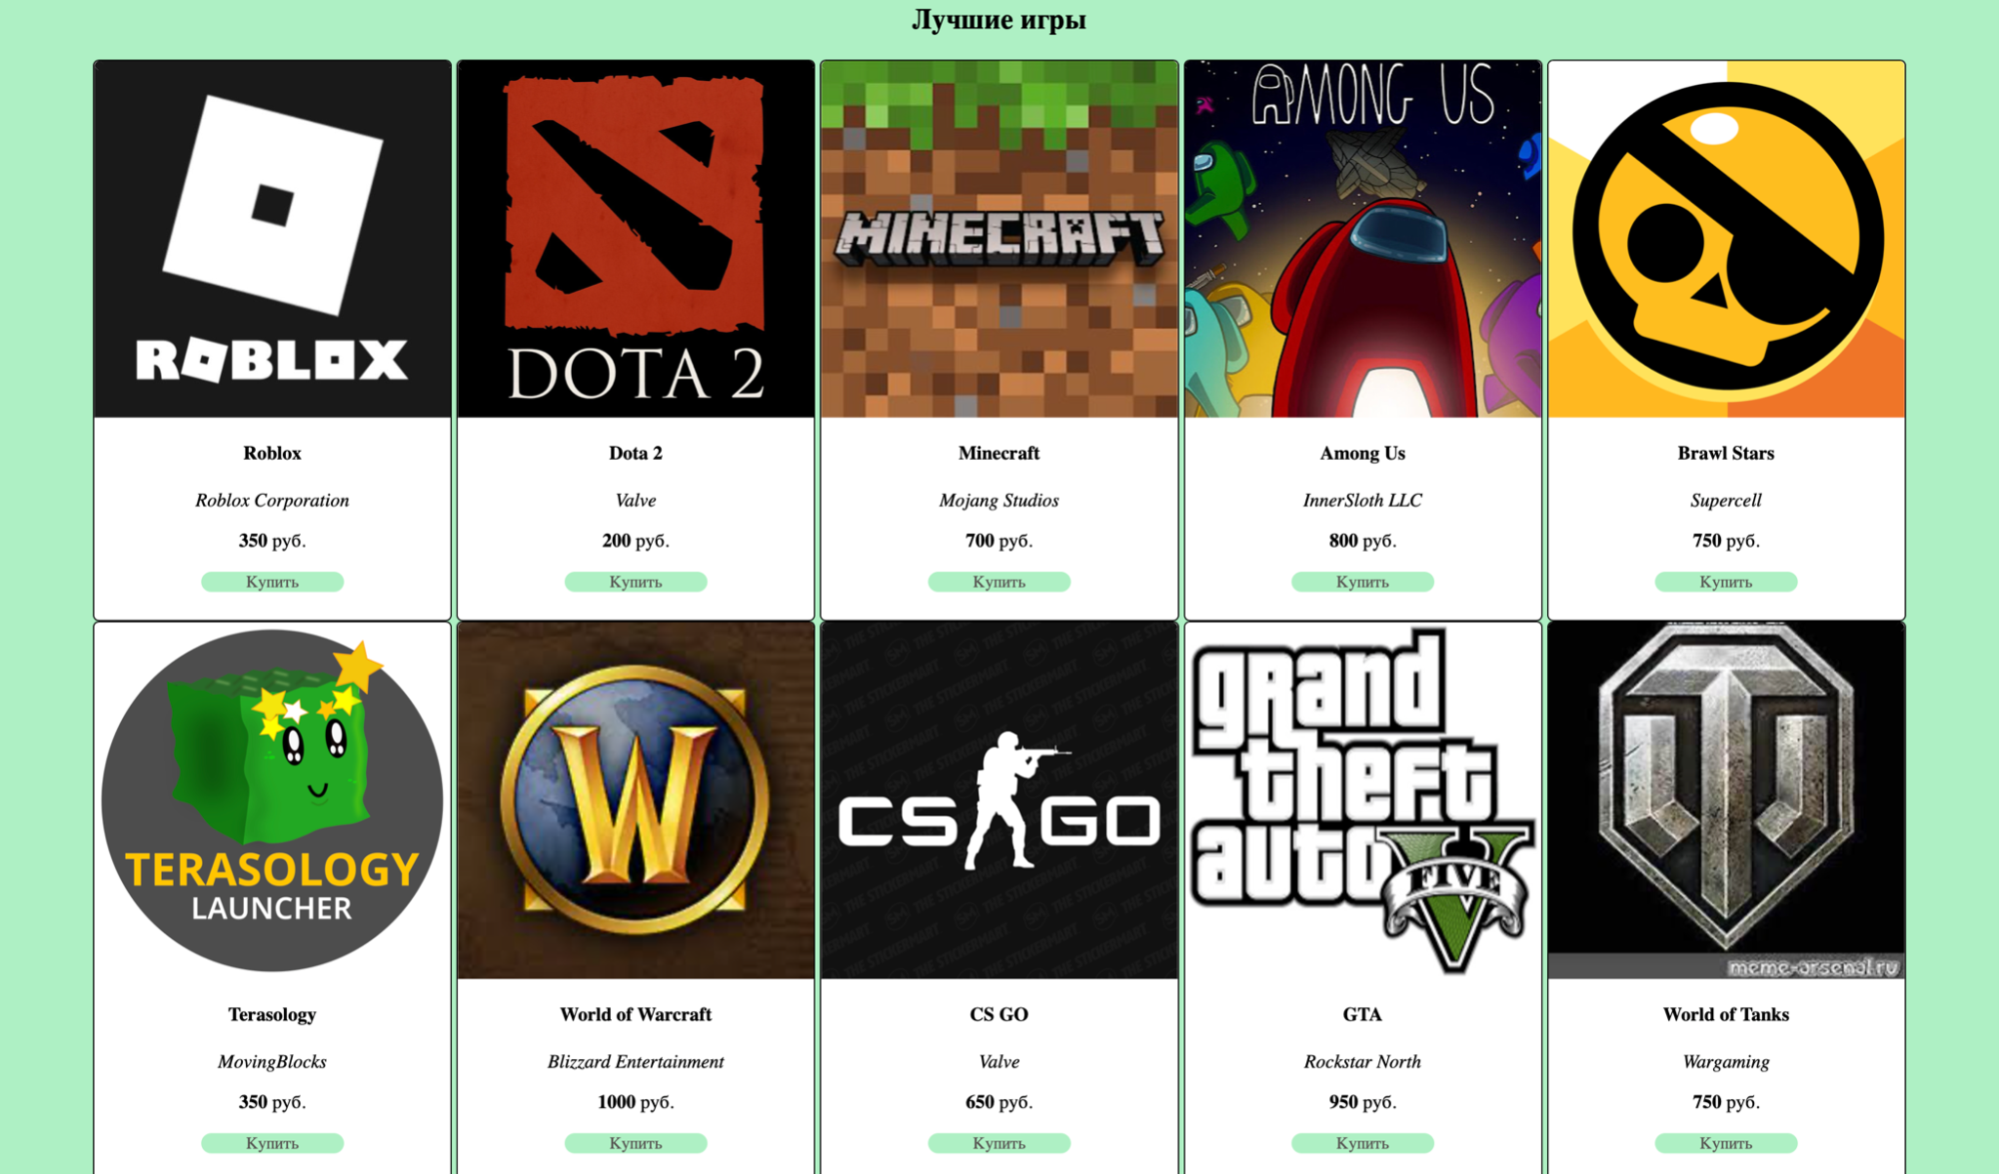 Лучшие игры
ROBLOX
DOTA 2
MINECRAFT
AMONG US
Roblox
Dota 2
Minecraft
Among Us
Brawl Stars
Roblox Corporation
Valve
Mojang Studios
InnerSloth LLC
Supercell
350 руб.
200 руб.
700 руб.
800 руб.
750 руб.
Купить
Купить
Купить
Купить
Купить
TERASOLOGY
LAUNCHER
W
CS GO
THE STICKERMART
grand
theft
auto
V
FIVE
meme-arsenal.ru
Terasology
World of Warcraft
CS GO
GTA
World of Tanks
MovingBlocks
Blizzard Entertainment
Valve
Rockstar North
Wargaming
350 руб.
1000 руб.
650 руб.
950 руб.
750 руб.
Купить
Купить
Купить
Купить
Купить